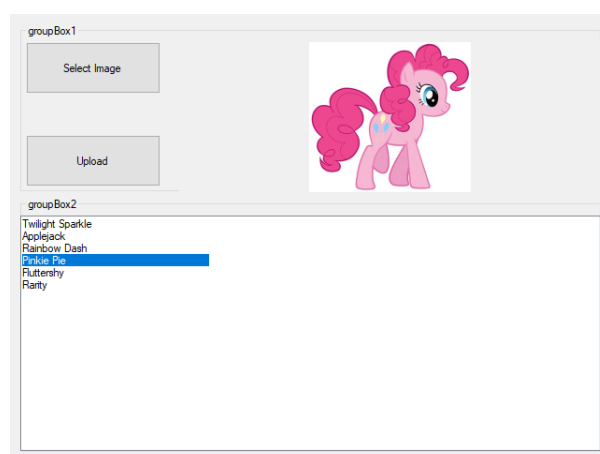 groupBox1
Select Image
Upload
groupBox2
Twilight Sparkle
Applejack
Rainbow Dash
Pinkie Pie
Fluttershy
Rarity